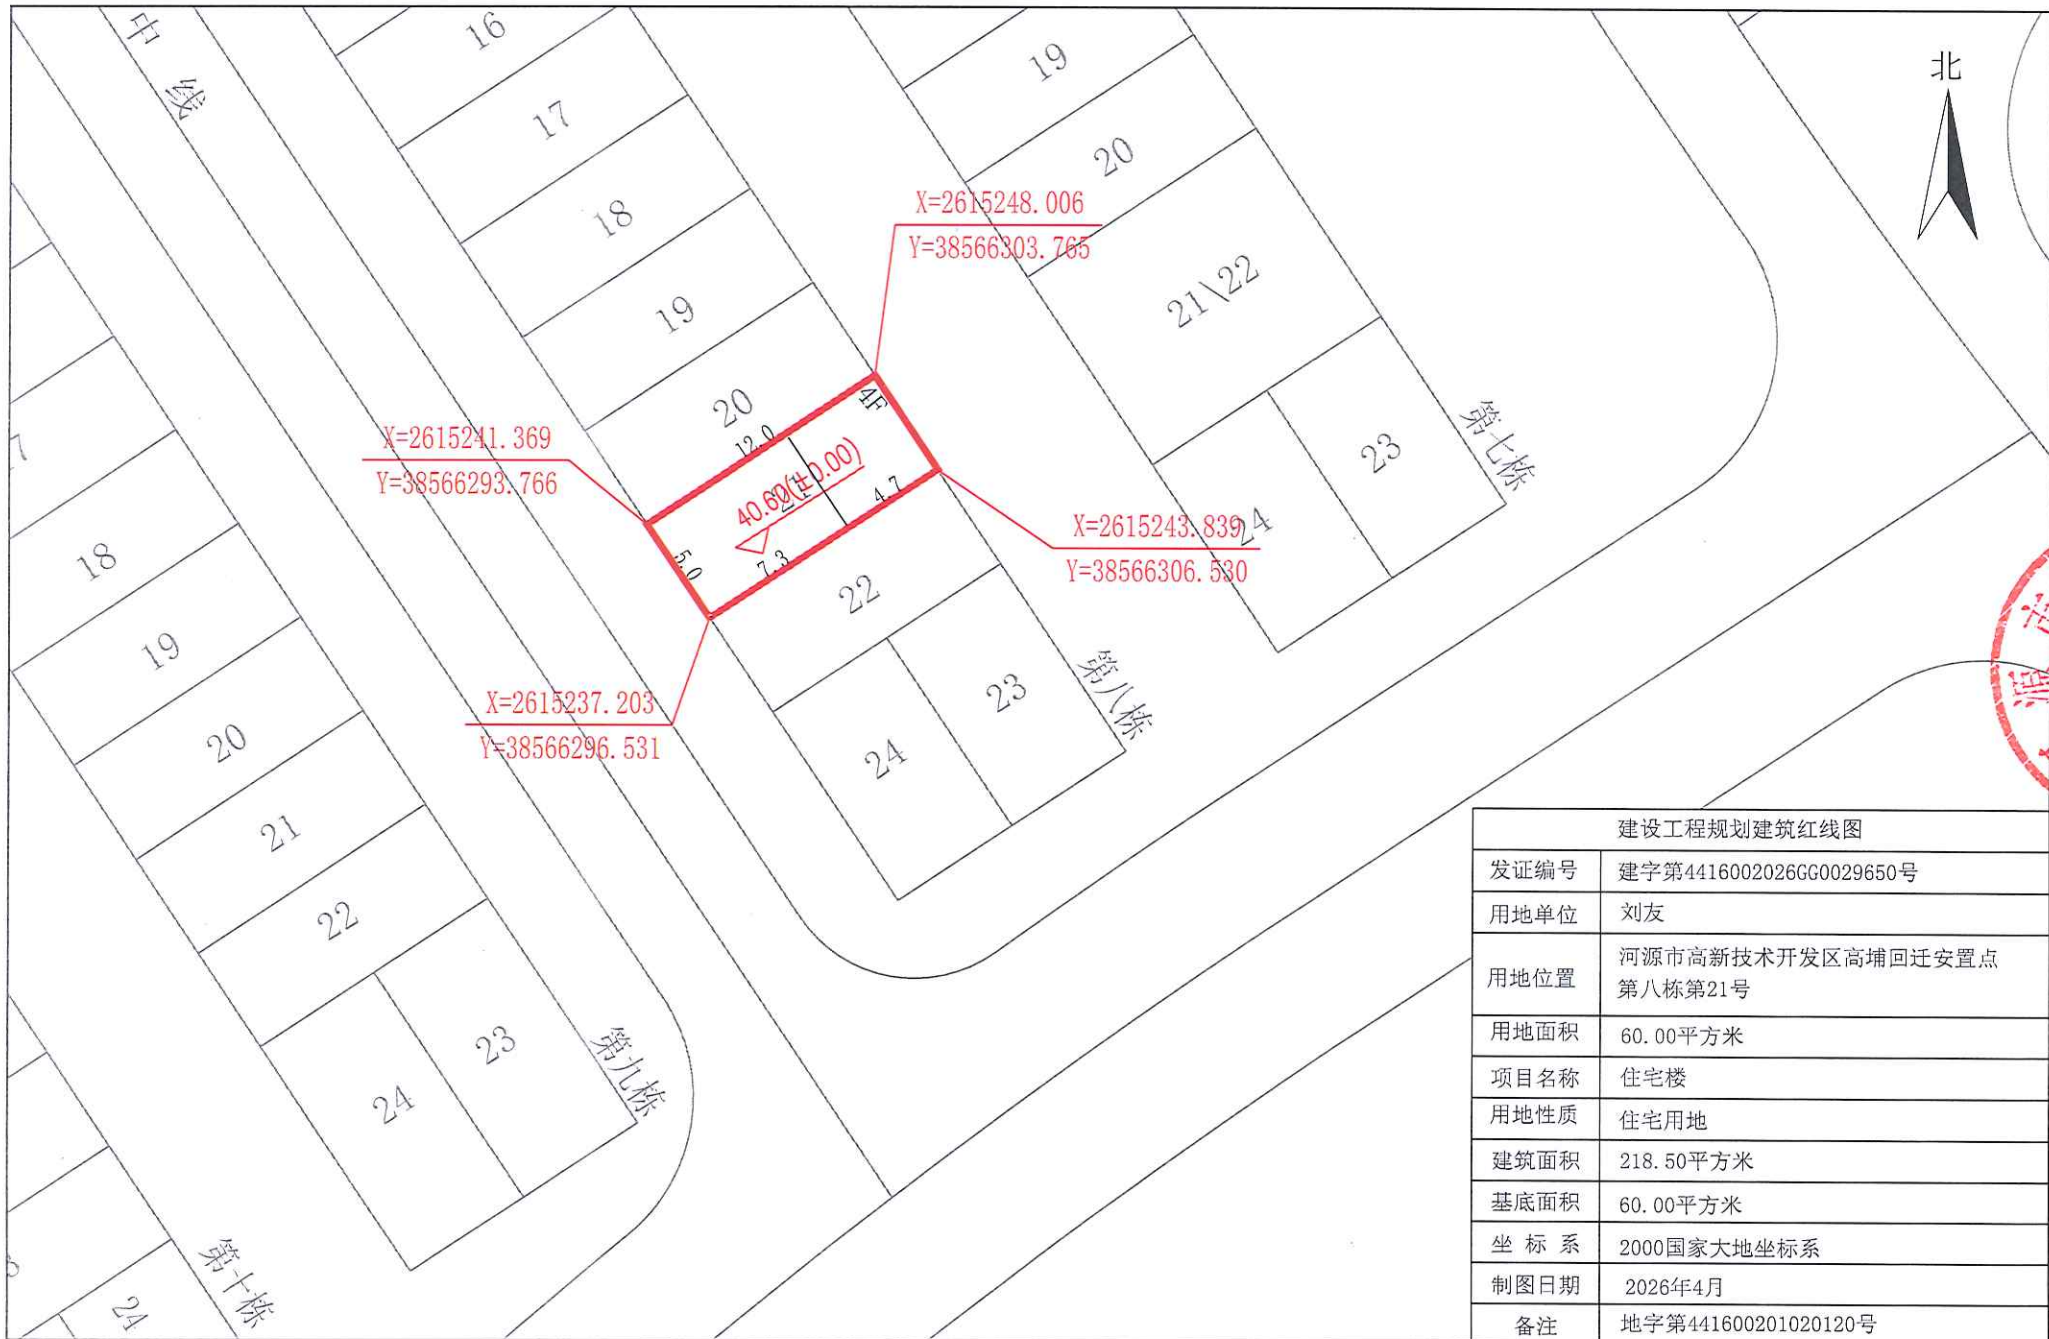 中
线
16
17
18
19
20
19
20
21\22
23
24
第七栋
北
X=2615248.006
Y=38566303.765
X=2615241.369
Y=38566293.766
4F
12.0
40.60(±0.00)
4.7
7.3
5.0
X=2615243.839
Y=38566306.530
X=2615237.203
Y=38566296.531
22
23
24
第八栋
7
18
19
20
21
22
23
24
第九栋
24
第十栋
市
源
建设工程规划建筑红线图
发证编号 建字第4416002026GG0029650号
用地单位 刘友
用地位置 河源市高新技术开发区高埔回迁安置点
第八栋第21号
用地面积 60.00平方米
项目名称 住宅楼
用地性质 住宅用地
建筑面积 218.50平方米
基底面积 60.00平方米
坐 标 系 2000国家大地坐标系
制图日期 2026年4月
备注 地字第441600201020120号